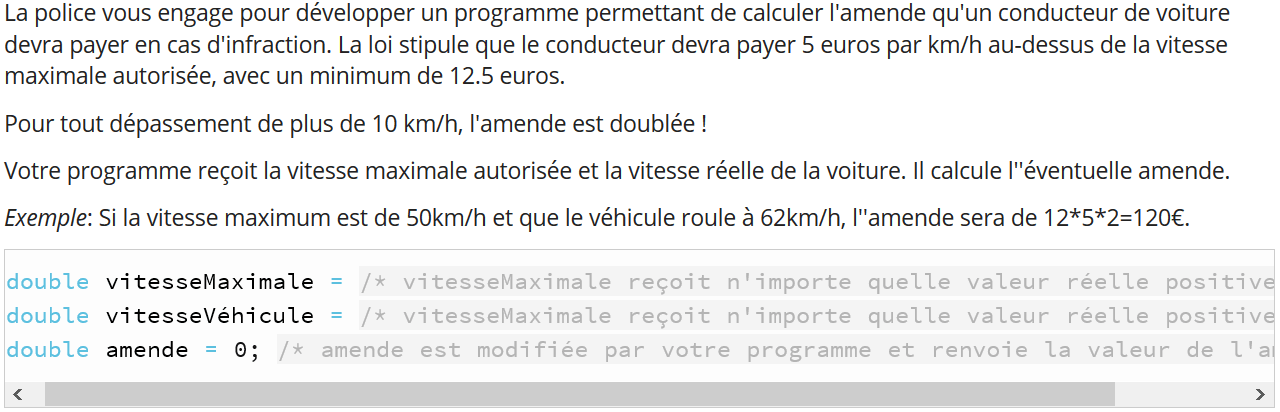 La police vous engage pour développer un programme permettant de calculer l'amende qu'un conducteur de voiture
devra payer en cas d'infraction. La loi stipule que le conducteur devra payer 5 euros par km/h au-dessus de la vitesse
maximale autorisée, avec un minimum de 12.5 euros.
Pour tout dépassement de plus de 10 km/h, l'amende est doublée !
Votre programme reçoit la vitesse maximale autorisée et la vitesse réelle de la voiture. Il calcule l''éventuelle amende.
Exemple: Si la vitesse maximum est de 50km/h et que le véhicule roule à 62km/h, l''amende sera de 12*5*2=120€.
double vitesseMaximale = /* vitesseMaximale reçoit n'importe quelle valeur réelle positive
double vitesseVéhicule = /* vitesseMaximale reçoit n'importe quelle valeur réelle positive
double amende = 0; /* amende est modifiée par votre programme et renvoie la valeur de